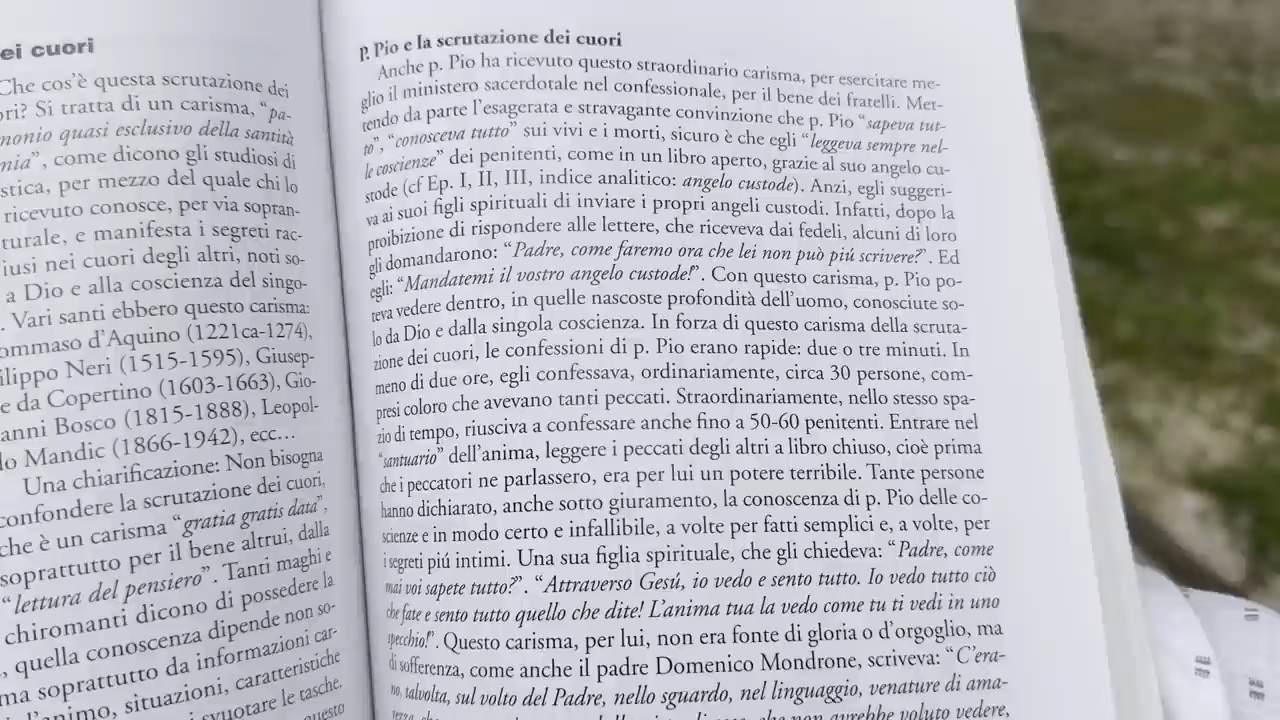 ei cuori
Che cos'è questa scrutazione dei
ori? Si tratta di un carisma, "pa-
monio quasi esclusivo della santità
mia", come dicono gli studiosi di
stica, per mezzo del quale chi lo
ricevuto conosce, per via sopran-
turale, e manifesta i segreti rac-
iusi nei cuori degli altri, noti so-
a Dio e alla coscienza del singo-
. Vari santi ebbero questo carisma:
ommaso d'Aquino (1221ca-1274),
ilippo Neri (1515-1595), Giusep-
e da Copertino (1603-1663), Gio-
anni Bosco (1815-1888), Leopol-
do Mandic (1866-1942), ecc...
Una chiarificazione: Non bisogna
confondere la scrutazione dei cuori,
che è un carisma "gratia gratis data",
soprattutto per il bene altrui, dalla
"lettura del pensiero". Tanti maghi e
chiromanti dicono di possedere la
, quella conoscenza dipende non so-
ma soprattutto da informazioni car-
l'animo, situazioni, caratteristiche
svuotare le tasche.
questo
p. Pio e la scrutazione dei cuori
Anche p. Pio ha ricevuto questo straordinario carisma, per esercitare me-
glio il ministero sacerdotale nel confessionale, per il bene dei fratelli. Met-
tendo da parte l'esagerata e stravagante convinzione che p. Pio "sapeva tut-
to", "conosceva tutto" sui vivi e i morti, sicuro è che egli "leggeva sempre nel-
le coscienze" dei penitenti, come in un libro aperto, grazie al suo angelo cu-
stode (cf Ep. I, II, III, indice analitico: angelo custode). Anzi, egli suggeri-
va ai suoi figli spirituali di inviare i propri angeli custodi. Infatti, dopo la
proibizione di rispondere alle lettere, che riceveva dai fedeli, alcuni di loro
gli domandarono: "Padre, come faremo ora che lei non può piú scrivere?". Ed
egli: "Mandatemi il vostro angelo custode!". Con questo carisma, p. Pio po-
teva vedere dentro, in quelle nascoste profondità dell'uomo, conosciute so-
lo da Dio e dalla singola coscienza. In forza di questo carisma della scruta-
zione dei cuori, le confessioni di p. Pio erano rapide: due o tre minuti. In
meno di due ore, egli confessava, ordinariamente, circa 30 persone, com-
presi coloro che avevano tanti peccati. Straordinariamente, nello stesso spa-
zio di tempo, riusciva a confessare anche fino a 50-60 penitenti. Entrare nel
"santuario" dell'anima, leggere i peccati degli altri a libro chiuso, cioè prima
che i peccatori ne parlassero, era per lui un potere terribile. Tante persone
hanno dichiarato, anche sotto giuramento, la conoscenza di p. Pio delle co-
scienze e in modo certo e infallibile, a volte per fatti semplici e, a volte, per
i segreti piú intimi. Una sua figlia spirituale, che gli chiedeva: "Padre, come
mai voi sapete tutto?". "Attraverso Gesú, io vedo e sento tutto. Io vedo tutto ciò
che fate e sento tutto quello che dite! L'anima tua la vedo come tu ti vedi in uno
specchio!". Questo carisma, per lui, non era fonte di gloria o d'orgoglio, ma
di sofferenza, come anche il padre Domenico Mondrone, scriveva: "C'era-
no, talvolta, sul volto del Padre, nello sguardo, nel linguaggio, venature di ama-
che non avrebbe voluto vedere,